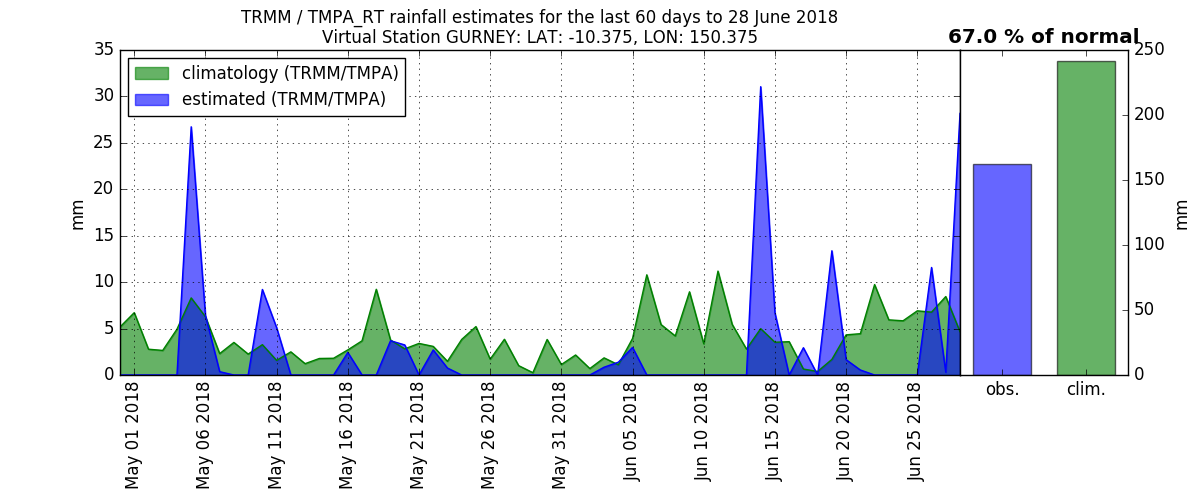 TRMM / TMPA_RT rainfall estimates for the last 60 days to 28 June 2018
Virtual Station GURNEY: LAT: -10.375, LON: 150.375
67.0 % of normal
climatology (TRMM/TMPA)
estimated (TRMM/TMPA)
mm
35
30
25
20
15
10
5
0
May 01 2018
May 06 2018
May 11 2018
May 16 2018
May 21 2018
May 26 2018
May 31 2018
Jun 05 2018
Jun 10 2018
Jun 15 2018
Jun 20 2018
Jun 25 2018
obs.
clim.
250
200
150
100
50
0
mm